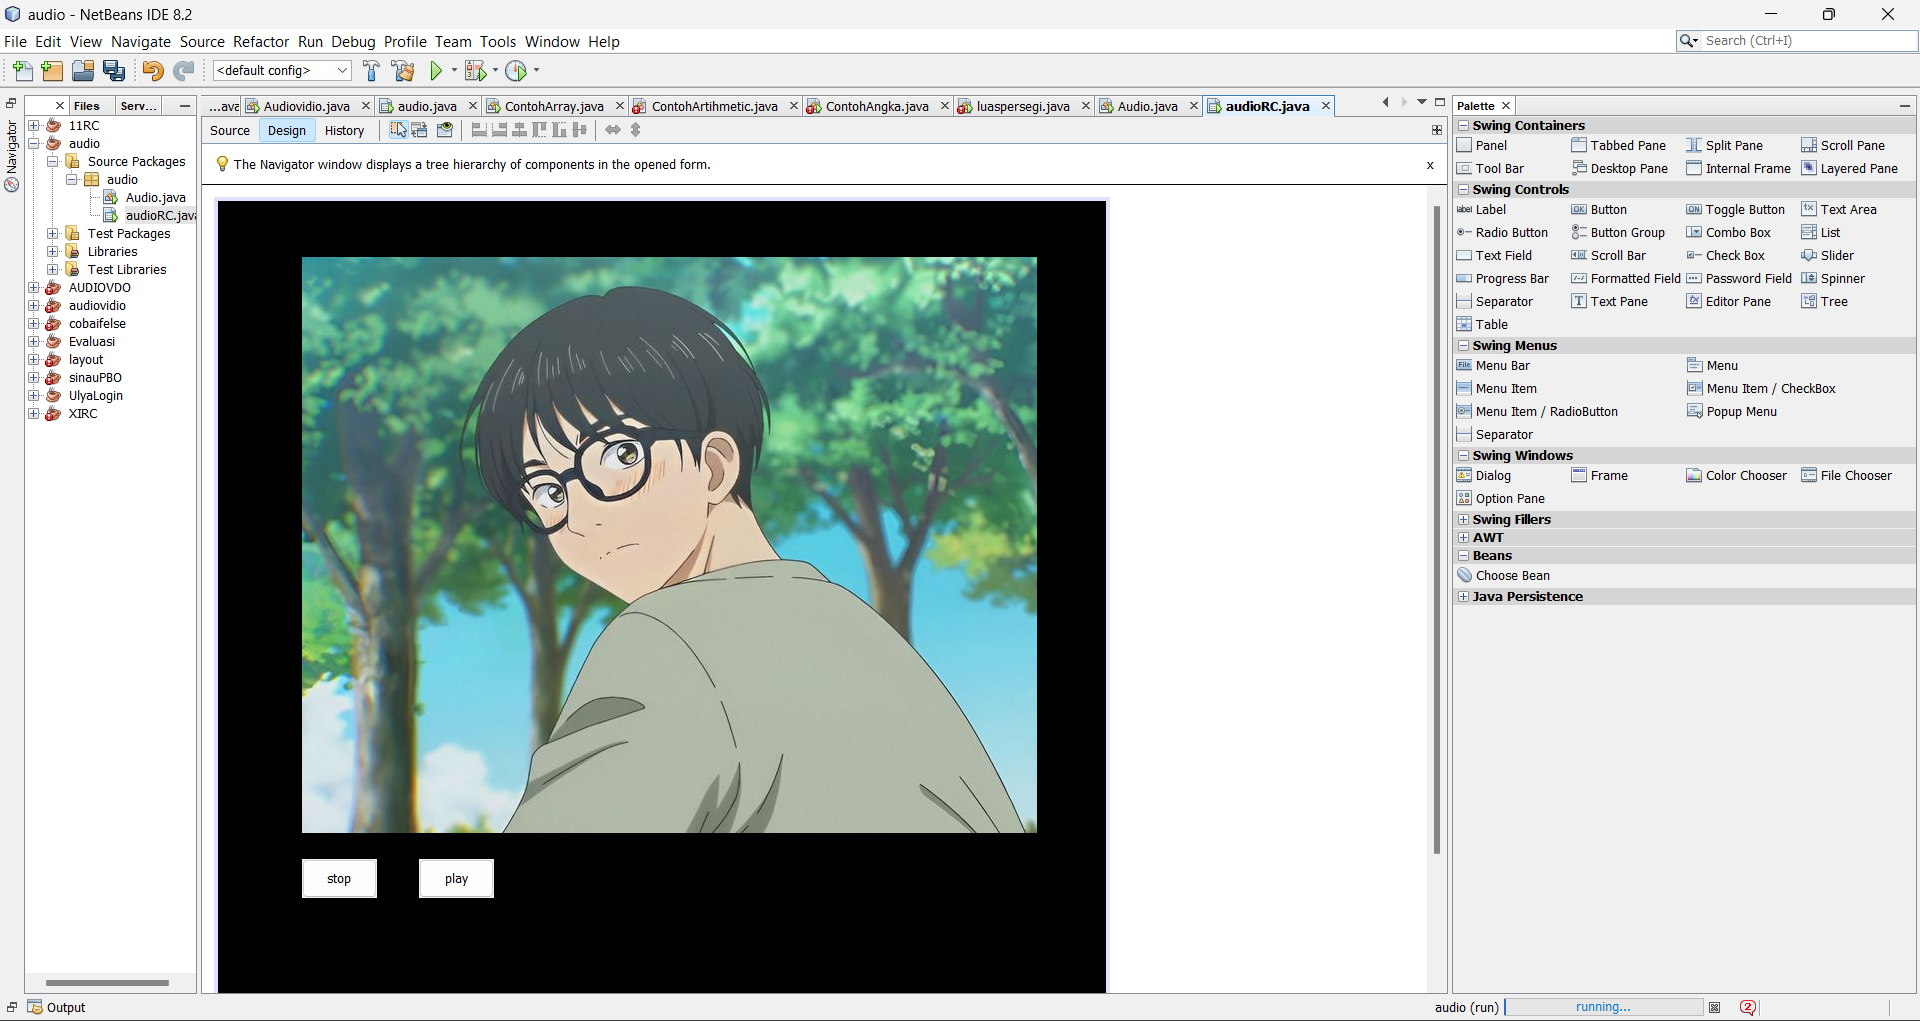 audio - NetBeans IDE 8.2
File Edit View Navigate Source Refactor Run Debug Profile Team Tools Window Help
Search (Ctrl+I)
<default config>
Files
Serv...
...ava
Audiovidio.java
audio.java
ContohArray.java
ContohArtihmetic.java
ContohAngka.java
luaspersegi.java
Audio.java
audioRC.java
Source Design History
The Navigator window displays a tree hierarchy of components in the opened form.
x
Navigator
11RC
audio
Source Packages
audio
Audio.java
audioRC.java
Test Packages
Libraries
Test Libraries
AUDIOVDO
audiovidio
cobaifelse
Evaluasi
layout
sinauPBO
UlyaLogin
XIRC
stop
play
Palette
Swing Containers
Panel Tabbed Pane Split Pane Scroll Pane
Tool Bar Desktop Pane Internal Frame Layered Pane
Swing Controls
label Label OK Button ON Toggle Button Text Area
Radio Button Button Group Combo Box List
Text Field Scroll Bar Check Box Slider
Progress Bar Formatted Field Password Field Spinner
Separator Text Pane Editor Pane Tree
Table
Swing Menus
File Menu Bar Menu
Menu Item Menu Item / CheckBox
Menu Item / RadioButton Popup Menu
Separator
Swing Windows
Dialog Frame Color Chooser File Chooser
Option Pane
Swing Fillers
AWT
Beans
Choose Bean
Java Persistence
Output
audio (run)
running...
2